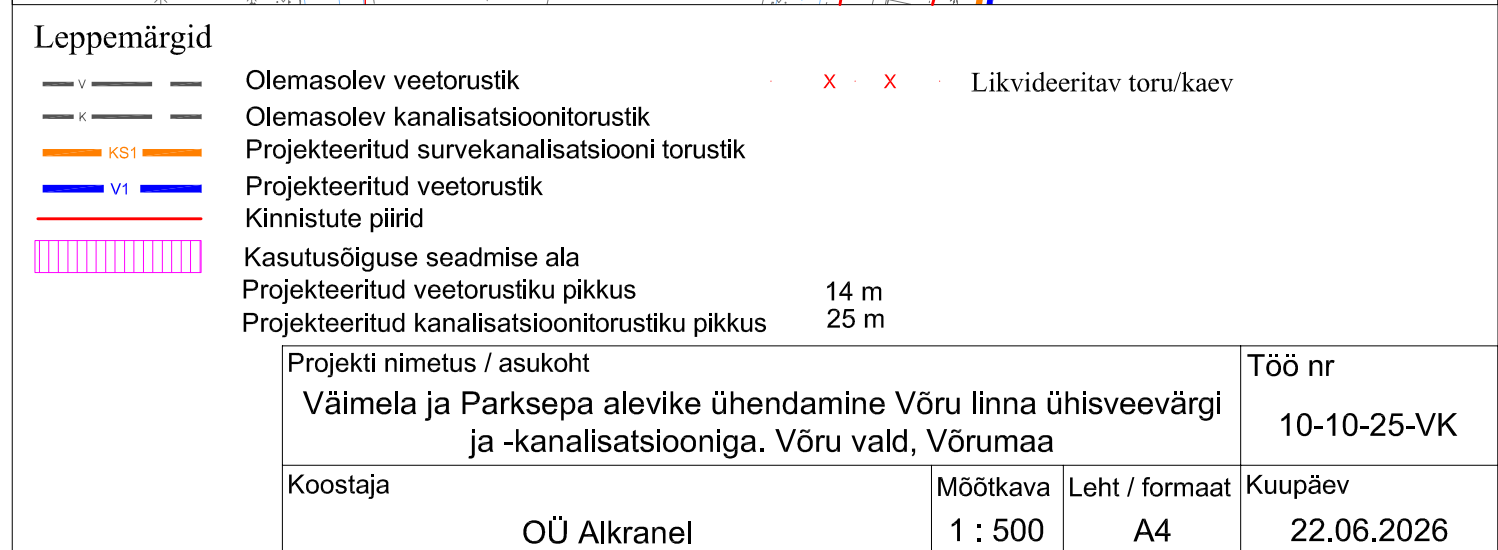 Leppemärgid
V Olemasolev veetorustik X X Likvideeritav toru/kaev
K Olemasolev kanalisatsioonitorustik
KS1 Projekteeritud survekanalisatsiooni torustik
V1 Projekteeritud veetorustik
Kinnistute piirid
Kasutusõiguse seadmise ala
Projekteeritud veetorustiku pikkus 14 m
Projekteeritud kanalisatsioonitorustiku pikkus 25 m
Projekti nimetus / asukoht
Väimela ja Parksepa alevike ühendamine Võru linna ühisveevärgi
ja -kanalisatsiooniga. Võru vald, Võrumaa
Töö nr
10-10-25-VK
Koostaja
OÜ Alkranel
Mõõtkava
1 : 500
Leht / formaat
A4
Kuupäev
22.06.2026